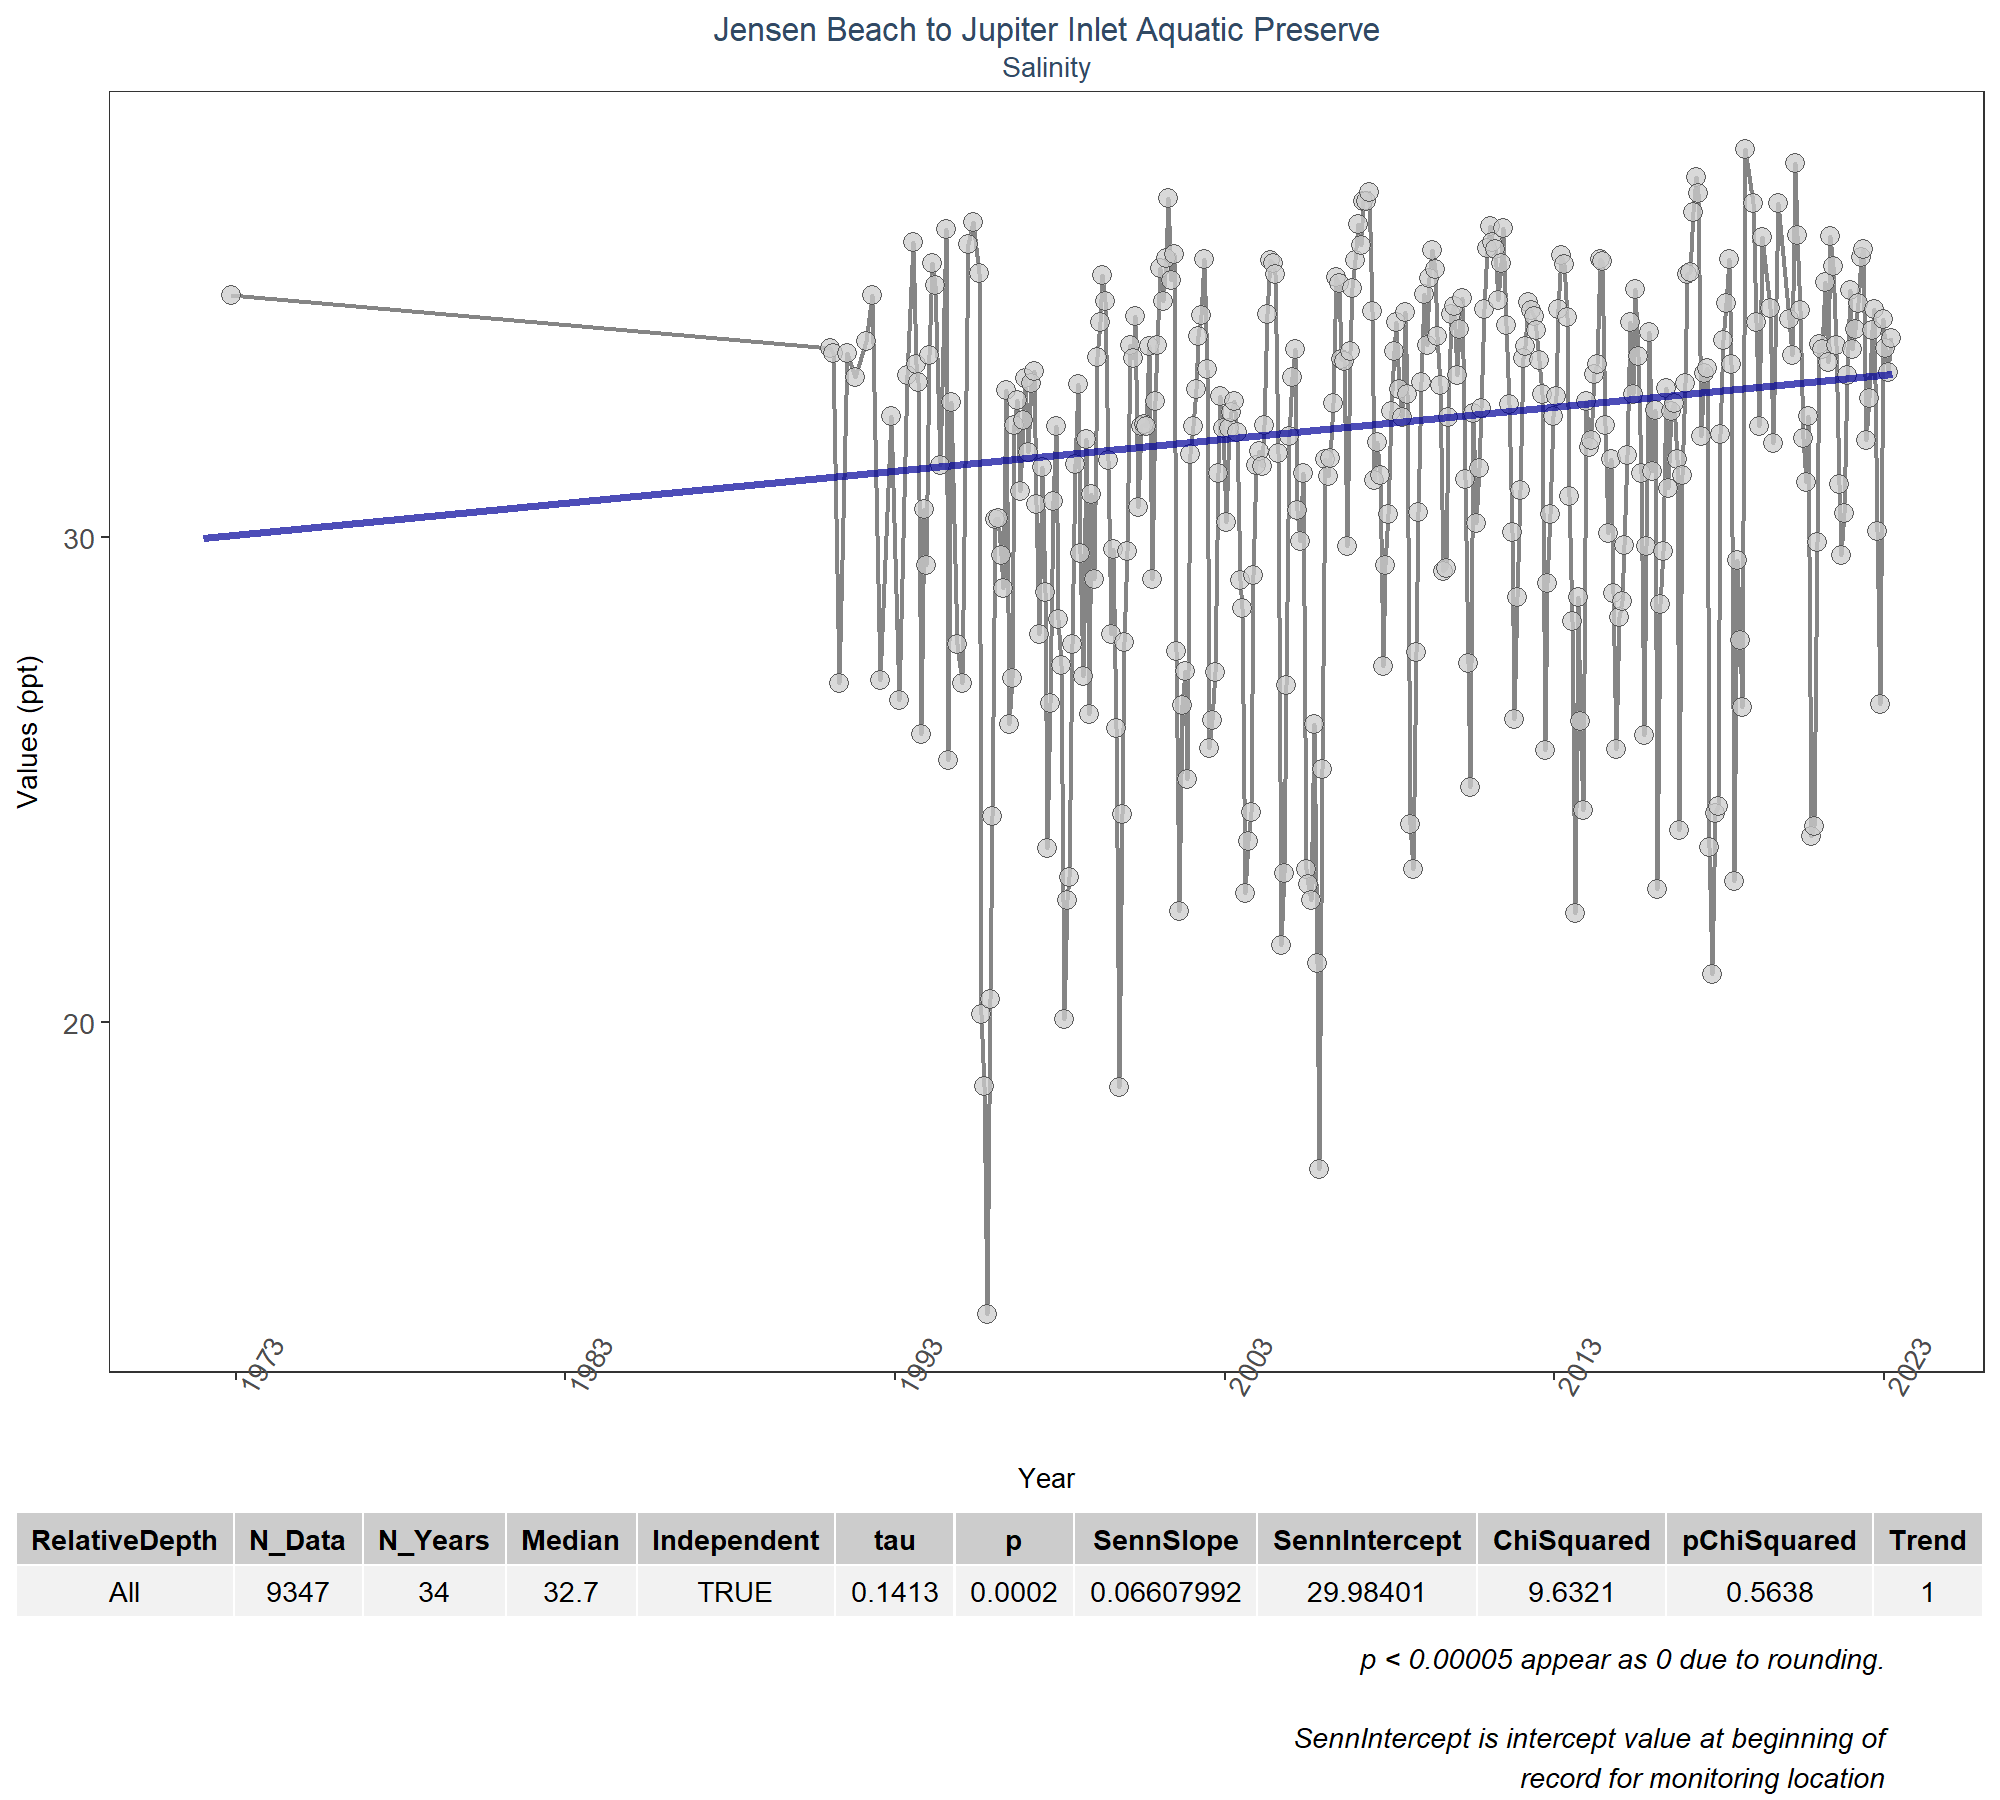 Jensen Beach to Jupiter Inlet Aquatic Preserve
Salinity
Values (ppt)
30
20
1973
1983
1993
2003
2013
2023
Year
RelativeDepth N_Data N_Years Median Independent tau p SennSlope SennIntercept ChiSquared pChiSquared Trend
All 9347 34 32.7 TRUE 0.1413 0.0002 0.06607992 29.98401 9.6321 0.5638 1
p < 0.00005 appear as 0 due to rounding.
SennIntercept is intercept value at beginning of
record for monitoring location